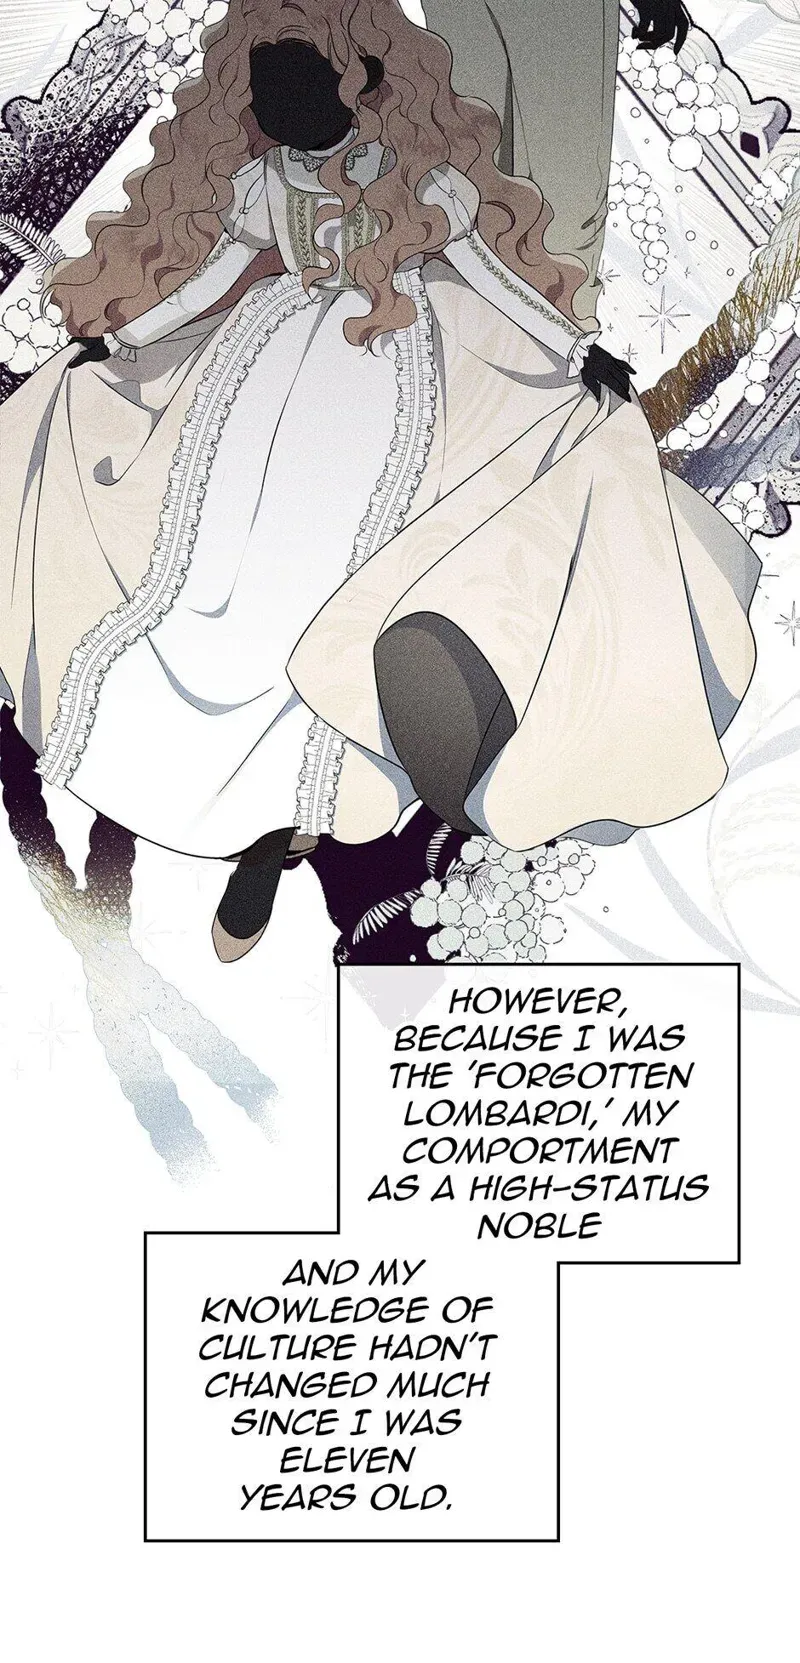 HOWEVER,
BECAUSE I WAS
THE 'FORGOTTEN
LOMBARDI,' MY
COMPORTMENT
AS A HIGH-STATUS
NOBLE
AND MY
KNOWLEDGE OF
CULTURE HADN'T
CHANGED MUCH
SINCE I WAS
ELEVEN
YEARS OLD.